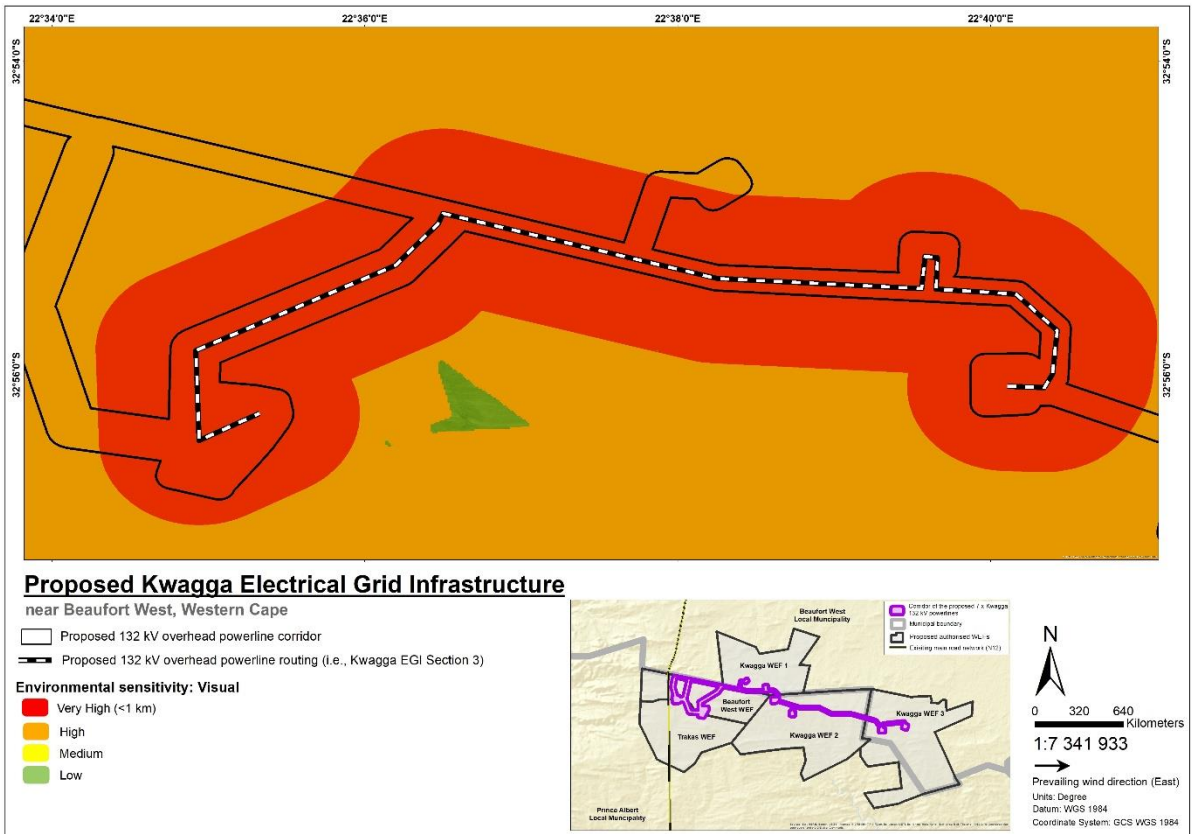 22°34'0"E
22°36'0"E
22°38'0"E
22°40'0"E
32°54'0"S
32°54'0"S
32°56'0"S
32°56'0"S
Proposed Kwagga Electrical Grid Infrastructure
near Beaufort West, Western Cape
Proposed 132 kV overhead powerline corridor
Proposed 132 kV overhead powerline routing (i.e., Kwagga EGI Section 3)
Environmental sensitivity: Visual
Very High (<1 km)
High
Medium
Low
Beaufort West
Local Municipality
Corridor of the proposed 7 x Kwagga
132 kV powerlines
Municipal boundary
Proposed authorised WEFs
Existing main road network (N12)
Kwagga WEF 1
Beaufort
West WEF
Kwagga WEF 3
Trakas WEF
Kwagga WEF 2
Prince Albert
Local Municipality
N
0 320 640
Kilometers
1:7 341 933
Prevailing wind direction (East)
Units: Degree
Datum: WGS 1984
Coordinate System: GCS WGS 1984